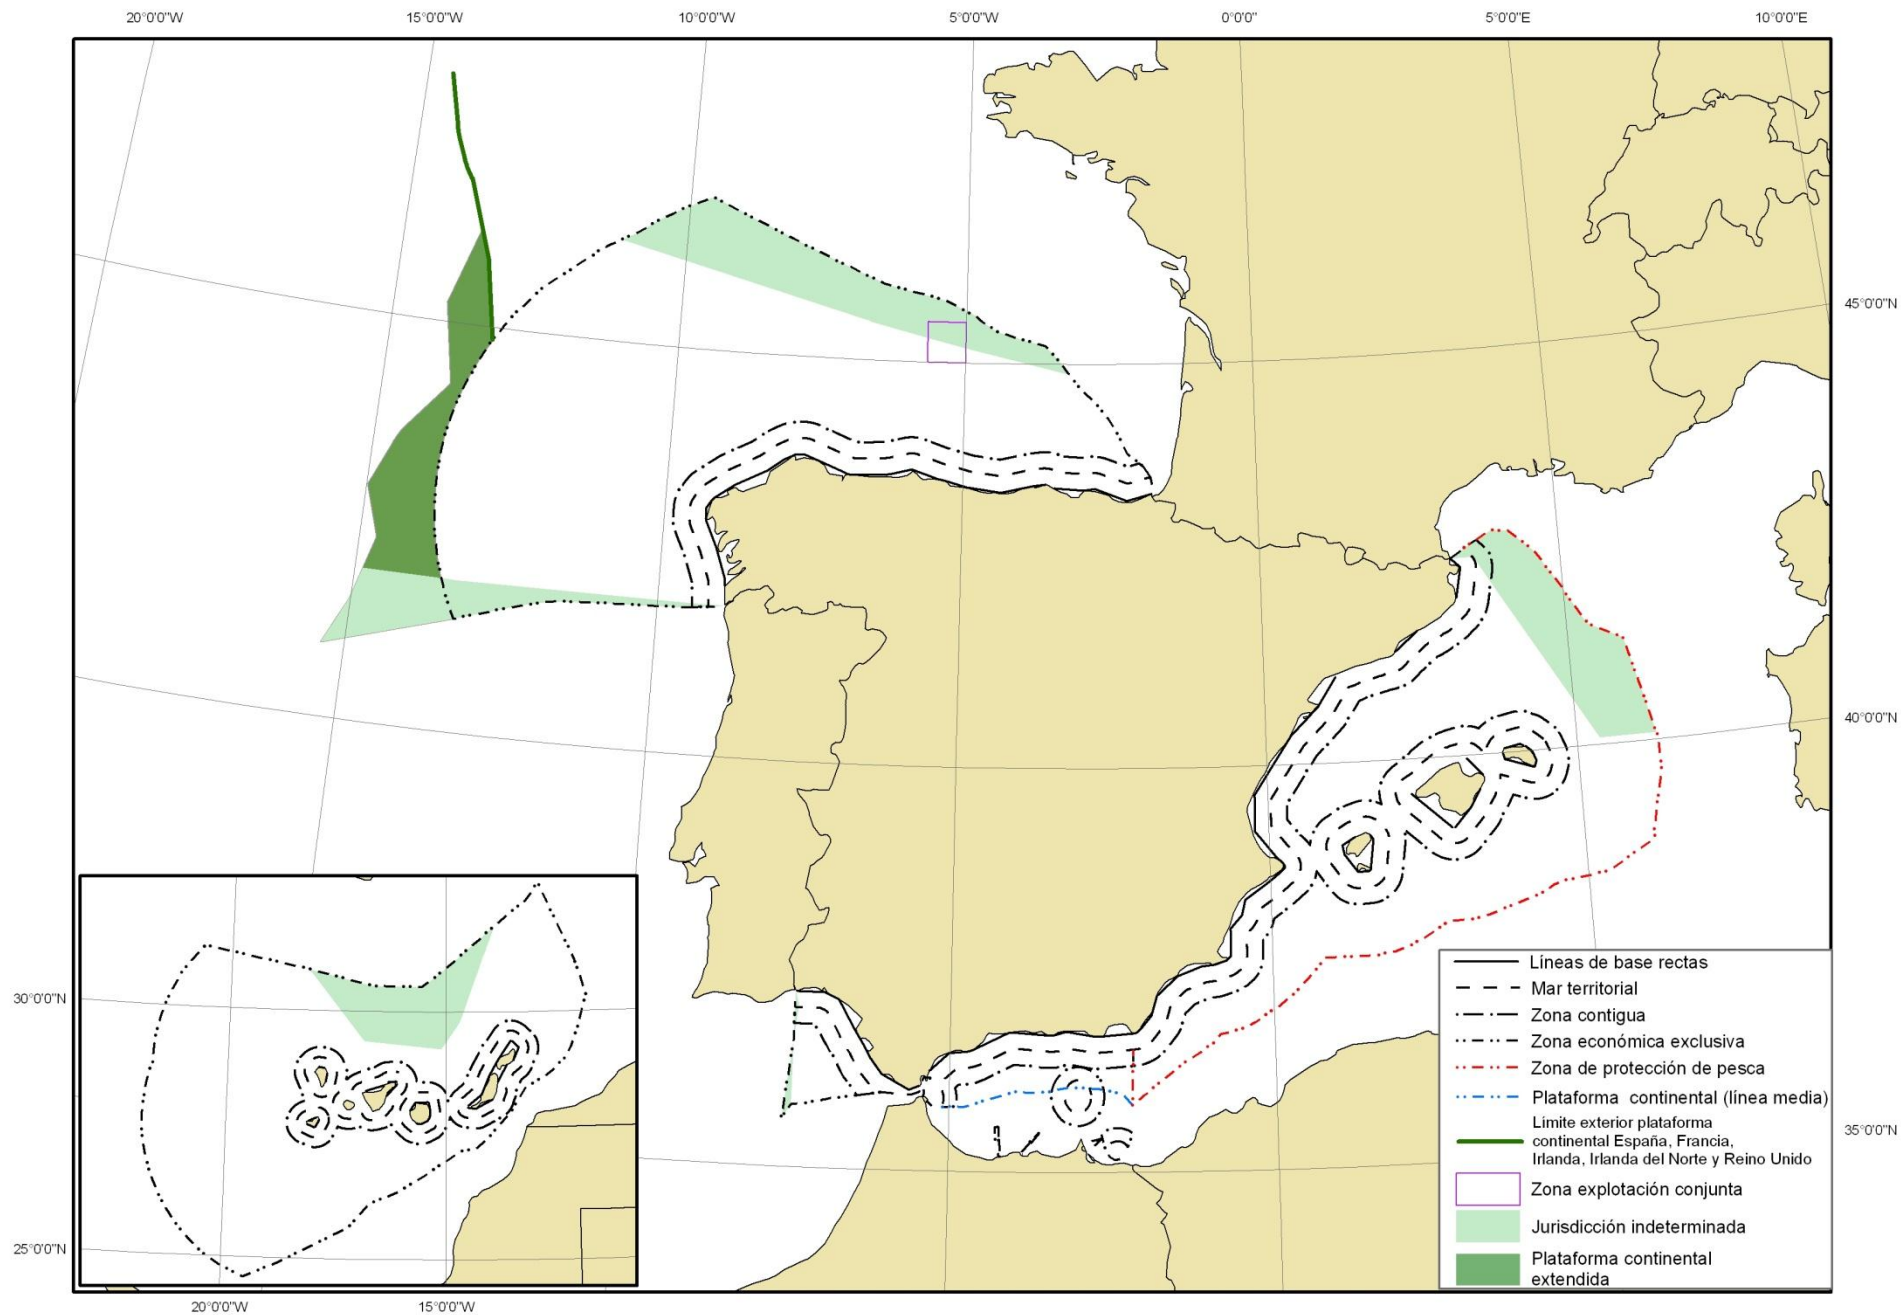 20°0'0"W
15°0'0"W
10°0'0"W
5°0'0"W
0°0'0"
5°0'0"E
10°0'0"E
45°0'0"N
40°0'0"N
35°0'0"N
30°0'0"N
25°0'0"N
20°0'0"W
15°0'0"W
Líneas de base rectas
Mar territorial
Zona contigua
Zona económica exclusiva
Zona de protección de pesca
Plataforma continental (línea media)
Limite exterior plataforma
continental España, Francia,
Irlanda, Irlanda del Norte y Reino Unido
Zona explotación conjunta
Jurisdicción indeterminada
Plataforma continental
extendida